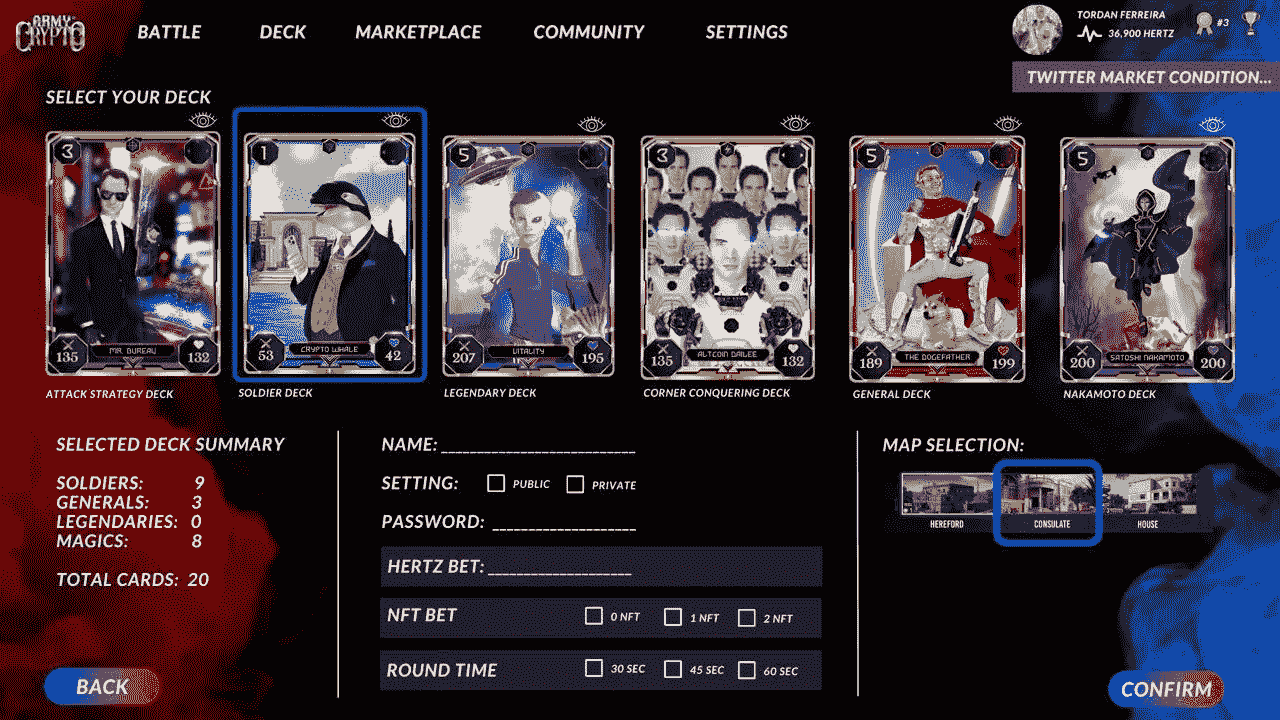 ARMY CRYPTO
BATTLE DECK MARKETPLACE COMMUNITY SETTINGS
TORDAN FERREIRA
36,900 HERTZ
#3
TWITTER MARKET CONDITION...
SELECT YOUR DECK
3 1 5 3 5 5
135 MR. BUREAU 132
53 CRYPTO WHALE 42
207 VITALITY 195
135 ALTCOIN DAILEE 132
189 THE DOGEFATHER 199
200 SATOSHI NAKAMOTO 200
ATTACK STRATEGY DECK
SOLDIER DECK
LEGENDARY DECK
CORNER CONQUERING DECK
GENERAL DECK
NAKAMOTO DECK
SELECTED DECK SUMMARY
SOLDIERS: 9
GENERALS: 3
LEGENDARIES: 0
MAGICS: 8
TOTAL CARDS: 20
NAME: ____________________
SETTING: PUBLIC PRIVATE
PASSWORD: _______________
HERTZ BET: _______________
NFT BET 0 NFT 1 NFT 2 NFT
ROUND TIME 30 SEC 45 SEC 60 SEC
MAP SELECTION:
HEREFORD CONSULATE HOUSE
BACK
CONFIRM